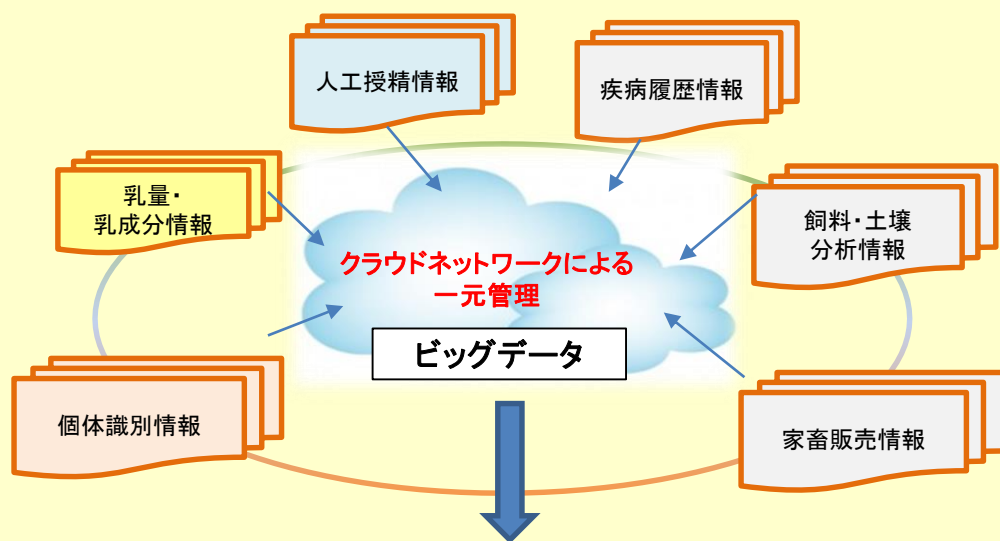 人工授精情報
疾病履歴情報
乳量・
乳成分情報
飼料・土壌
分析情報
クラウドネットワークによる
一元管理
ビッグデータ
個体識別情報
家畜販売情報